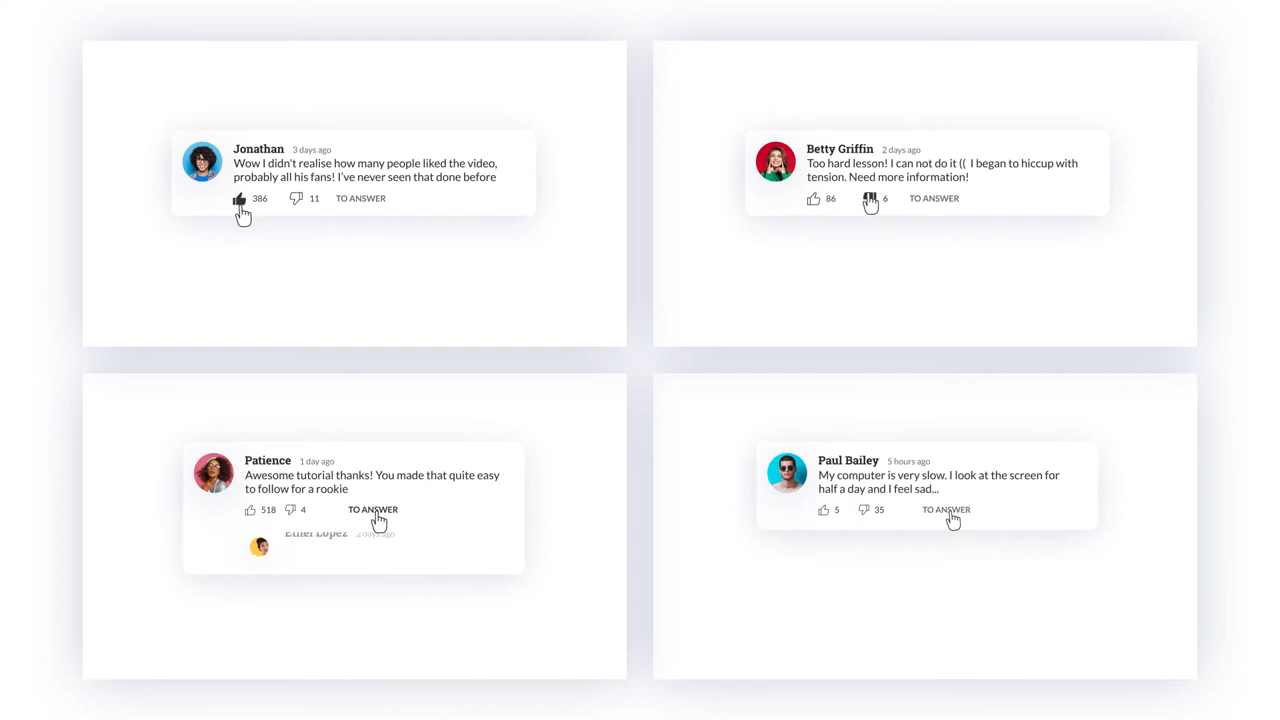 Jonathan 3 days ago
Wow I didn't realise how many people liked the video,
probably all his fans! I've never seen that done before
386 11 TO ANSWER
Betty Griffin 2 days ago
Too hard lesson! I can not do it (( I began to hiccup with
tension. Need more information!
86 6 TO ANSWER
Patience 1 day ago
Awesome tutorial thanks! You made that quite easy
to follow for a rookie
518 4 TO ANSWER
Ethel Lopez 2 days ago
Paul Bailey 5 hours ago
My computer is very slow. I look at the screen for
half a day and I feel sad...
5 35 TO ANSWER